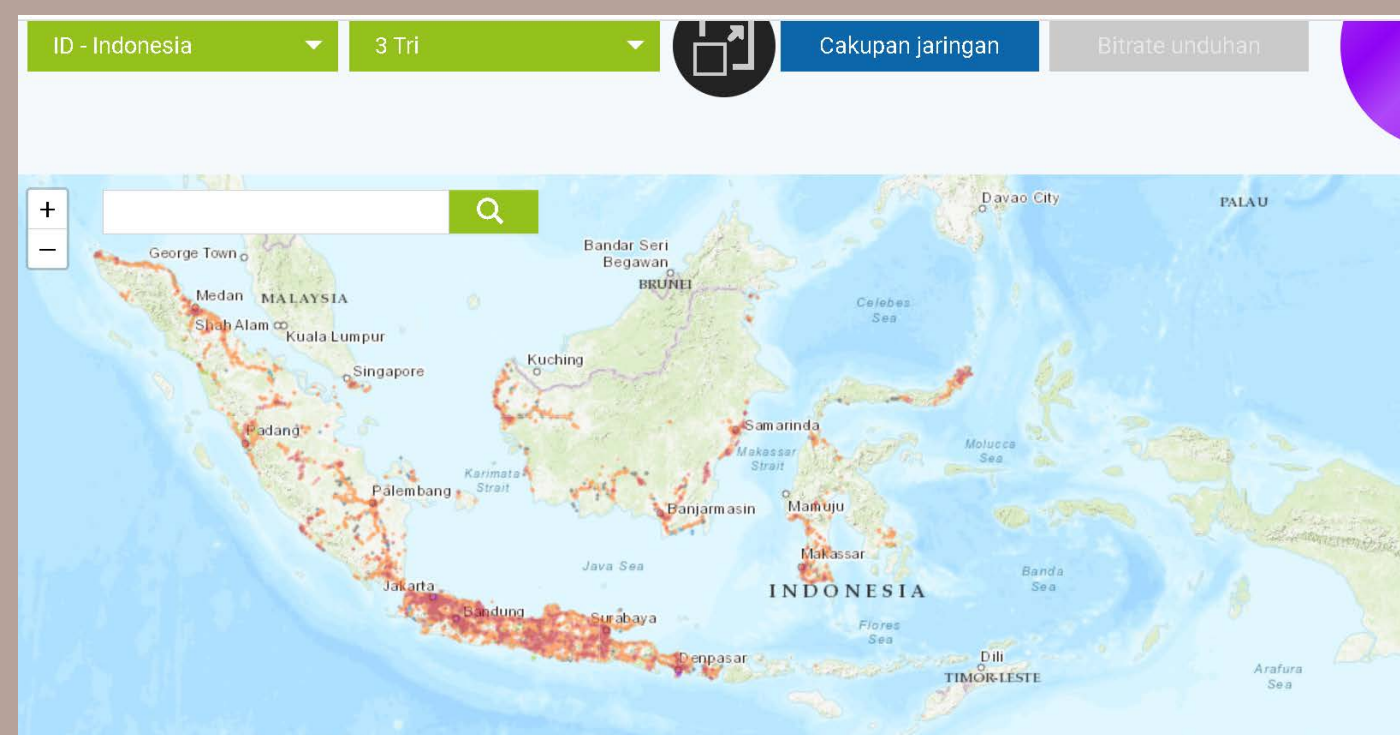 ID - Indonesia
3 Tri
Cakupan jaringan
Bitrate unduhan
+
−
Davao City
PALAU
George Town
Bandar Seri
Begawan
BRUNEI
Medan
MALAYSIA
Celebes
Sea
Shah Alam
Kuala Lumpur
Kuching
Singapore
Padang
Samarinda
Makassar
Strait
Molucca
Sea
Karimata
Strait
Palembang
Banjarmasin
Mamuju
Makassar
Java Sea
Banda
Sea
Jakarta
INDONESIA
Bandung
Surabaya
Flores
Sea
Denpasar
Dili
TIMOR-LESTE
Arafura
Sea